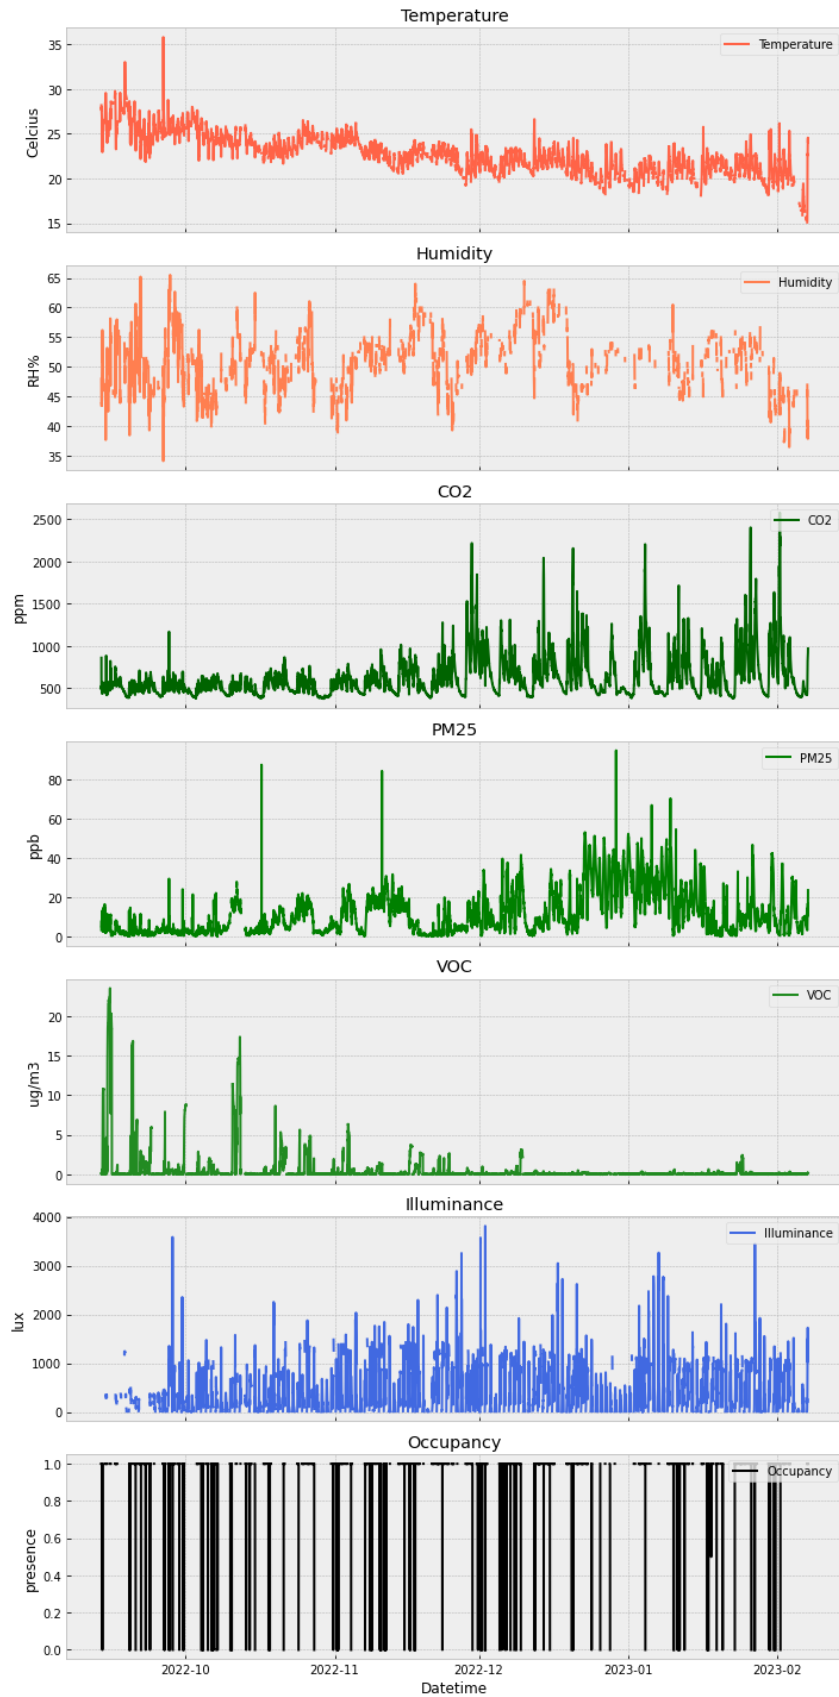 Temperature
35
30
25
20
15
Celcius
Temperature
Humidity
65
60
55
50
45
40
35
RH%
Humidity
CO2
2500
2000
1500
1000
500
ppm
CO2
PM25
80
60
40
20
0
ppb
PM25
VOC
20
15
10
5
0
ug/m3
VOC
Illuminance
4000
3000
2000
1000
0
lux
Illuminance
Occupancy
1.0
0.8
0.6
0.4
0.2
0.0
presence
Occupancy
2022-10 2022-11 2022-12 2023-01 2023-02
Datetime